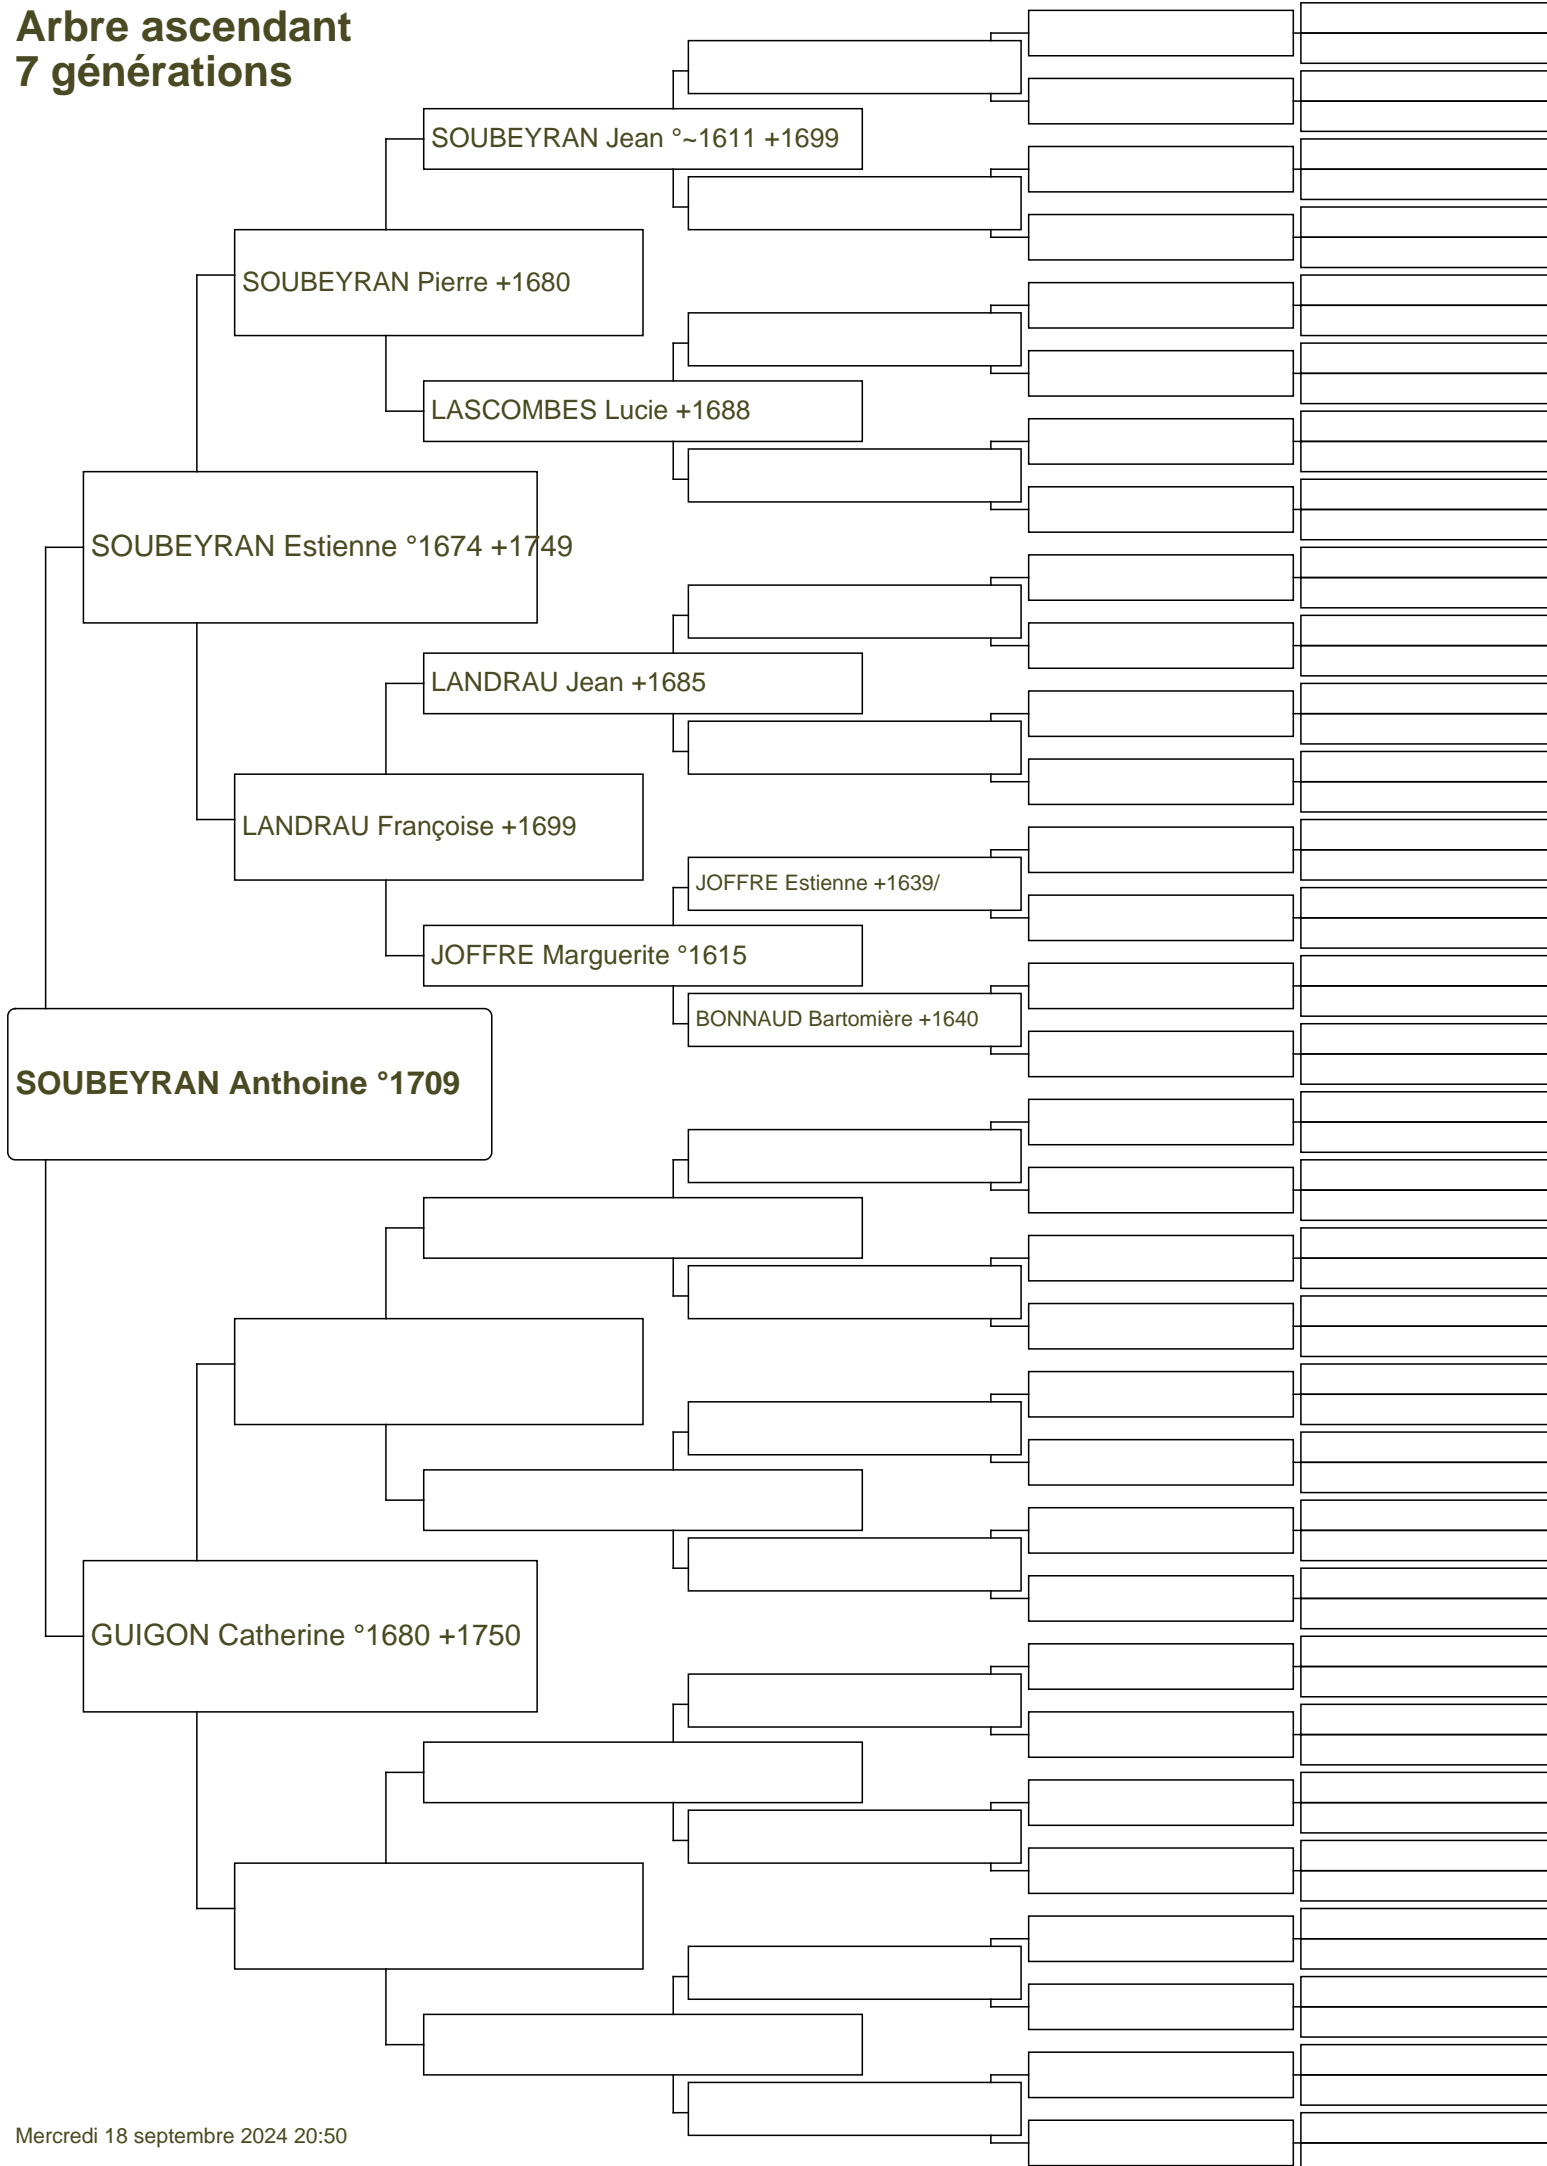 Arbre ascendant
7 générations
SOUBEYRAN Jean °~1611 +1699
SOUBEYRAN Pierre +1680
LASCOMBES Lucie +1688
SOUBEYRAN Estienne °1674 +1749
LANDRAU Jean +1685
LANDRAU Françoise +1699
JOFFRE Estienne +1639/
JOFFRE Marguerite °1615
BONNAUD Bartomière +1640
SOUBEYRAN Anthoine °1709
GUIGON Catherine °1680 +1750
Mercredi 18 septembre 2024 20:50